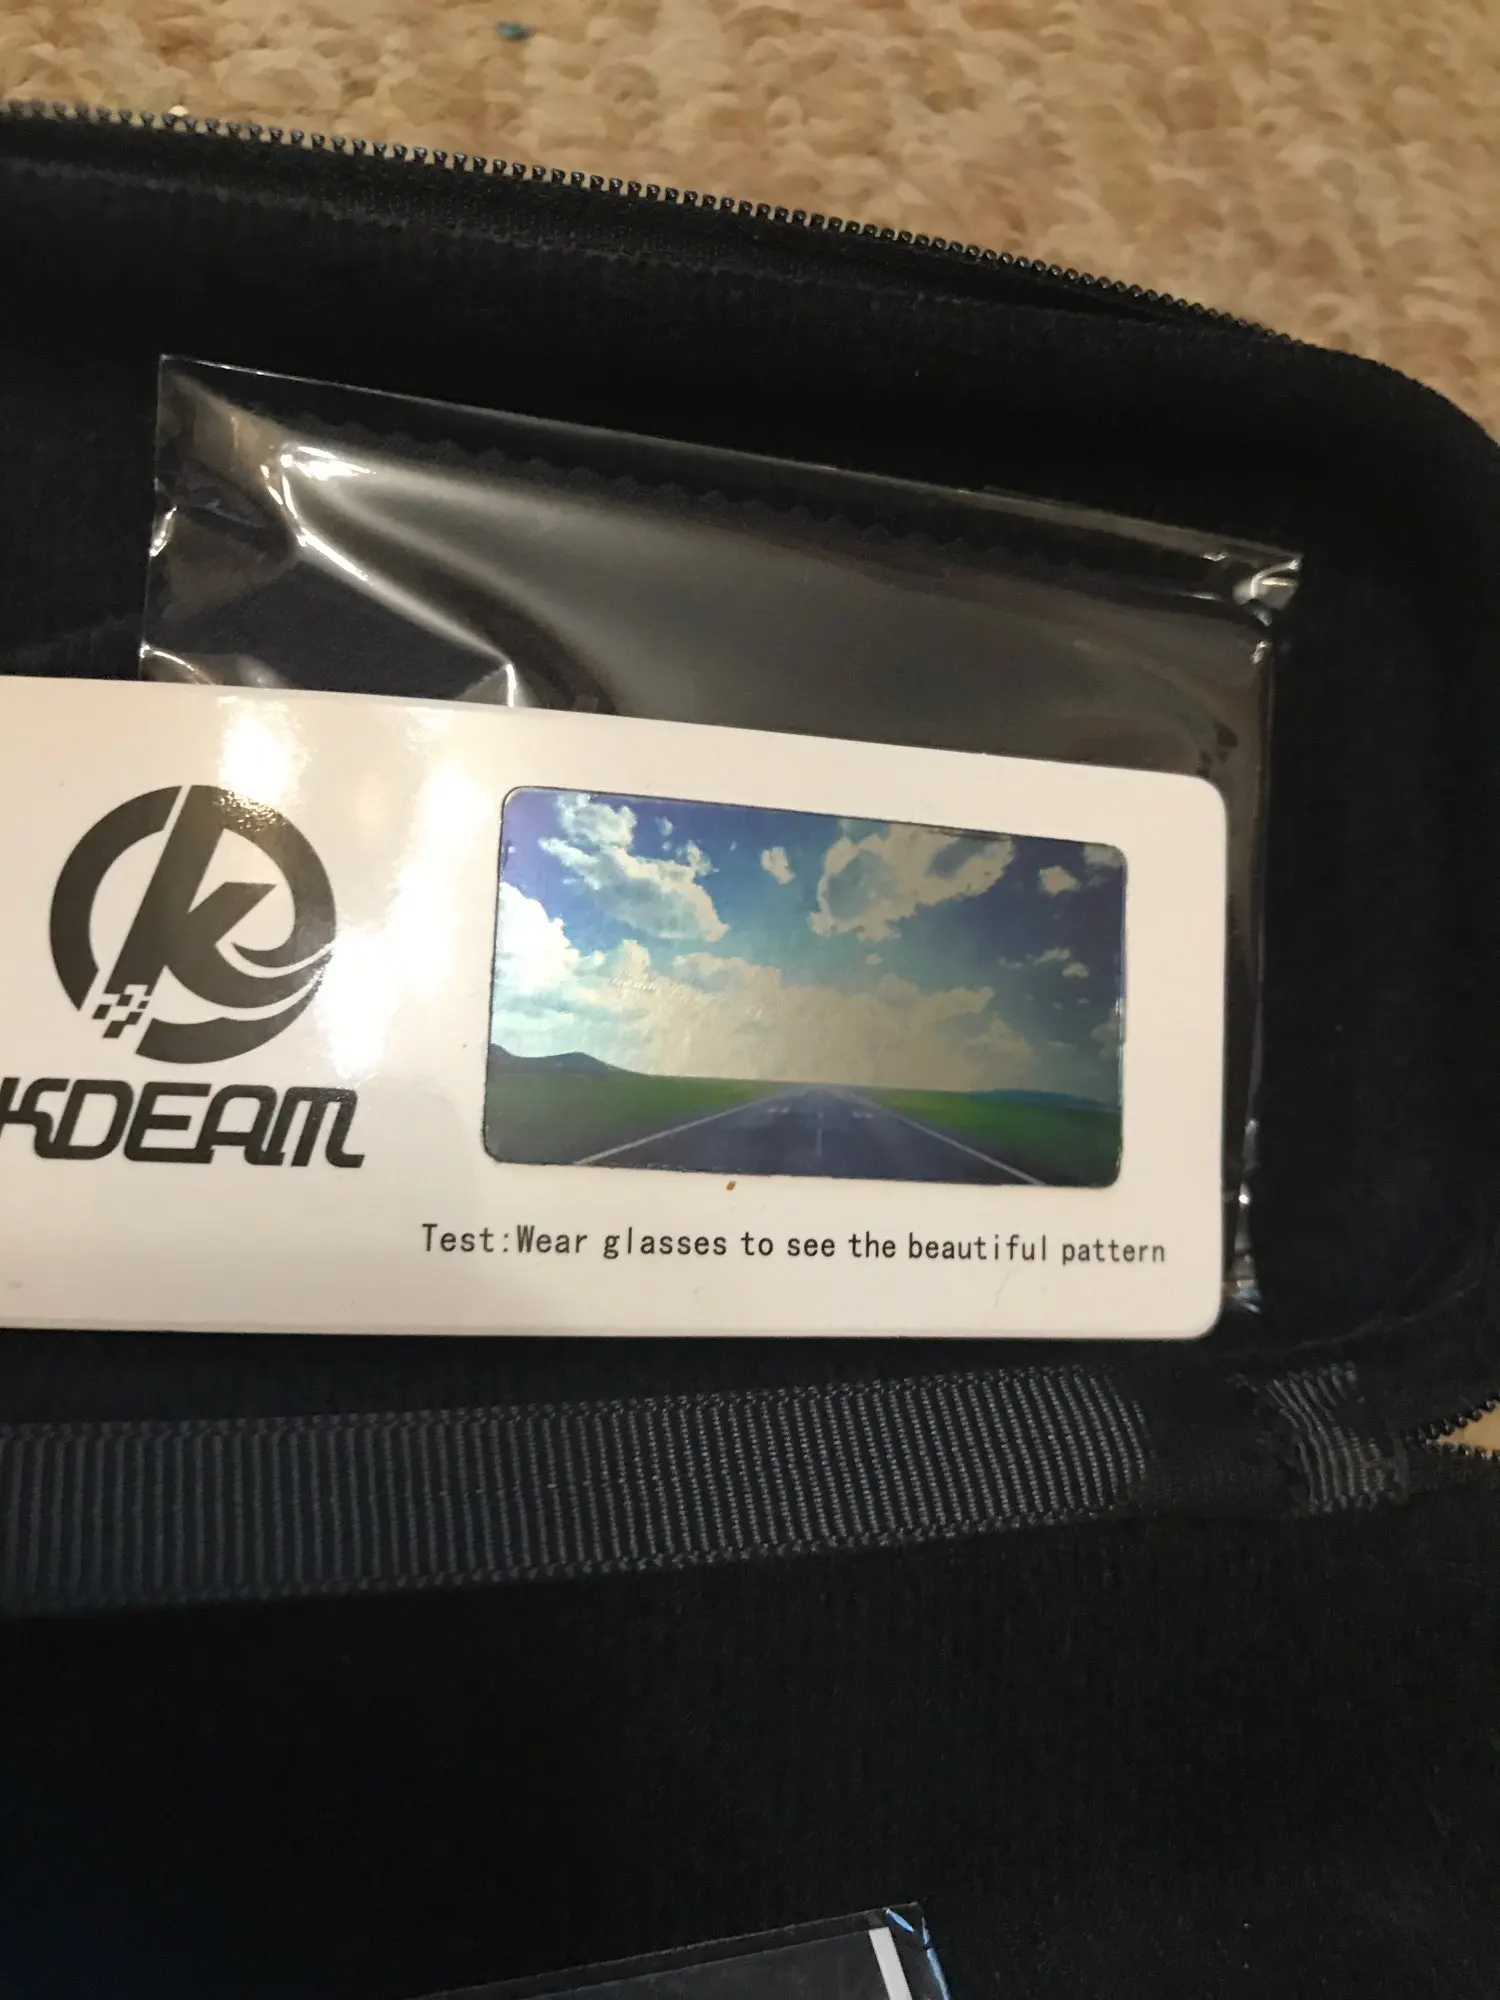 KDEAM
Test:Wear glasses to see the beautiful pattern